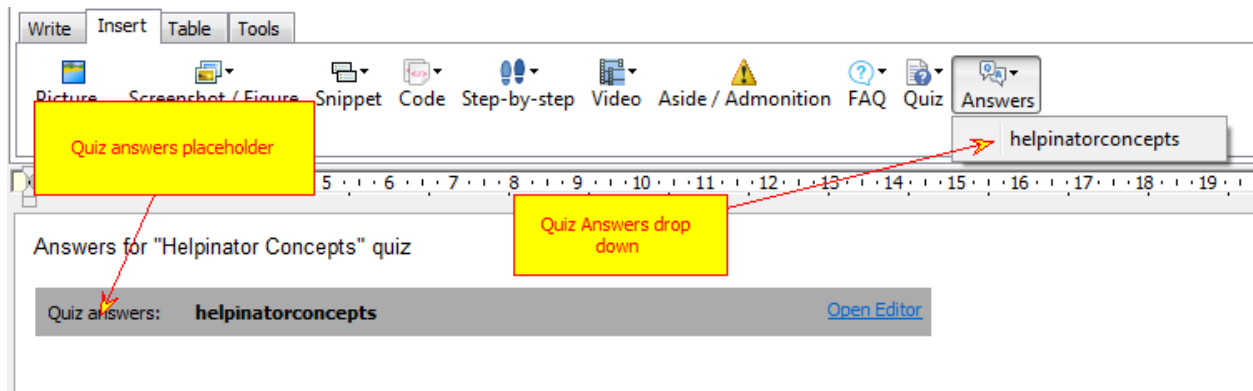 Write Insert Table Tools
Picture Screenshot / Figure Snippet Code Step-by-step Video Aside / Admonition FAQ Quiz Answers
helpinatorconcepts
Quiz answers placeholder
5 6 7 8 9 10 11 12 13 14 15 16 17 18 19
Quiz Answers drop
down
Answers for "Helpinator Concepts" quiz
Quiz answers: helpinatorconcepts Open Editor